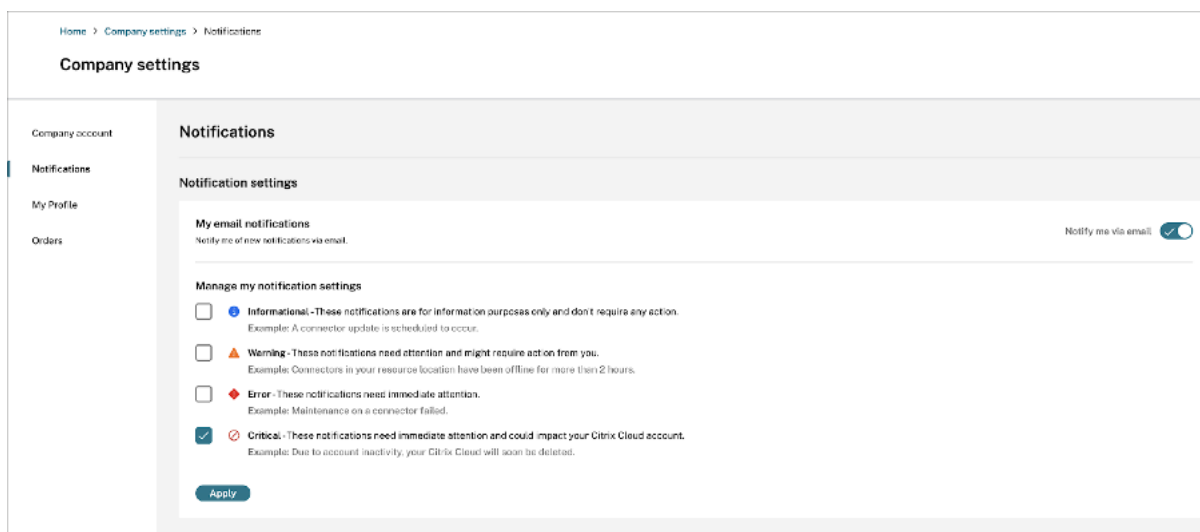 Home > Company settings > Notifications
Company settings
Company account
Notifications
My Profile
Orders
Notifications
Notification settings
My email notifications
Notify me of new notifications via email.
Notify me via email
Manage my notification settings
Informational - These notifications are for information purposes only and don't require any action.
Example: A connector update is scheduled to occur.
Warning - These notifications need attention and might require action from you.
Example: Connectors in your resource location have been offline for more than 2 hours.
Error - These notifications need immediate attention.
Example: Maintenance on a connector failed.
Critical - These notifications need immediate attention and could impact your Citrix Cloud account.
Example: Due to account inactivity, your Citrix Cloud will soon be deleted.
Apply